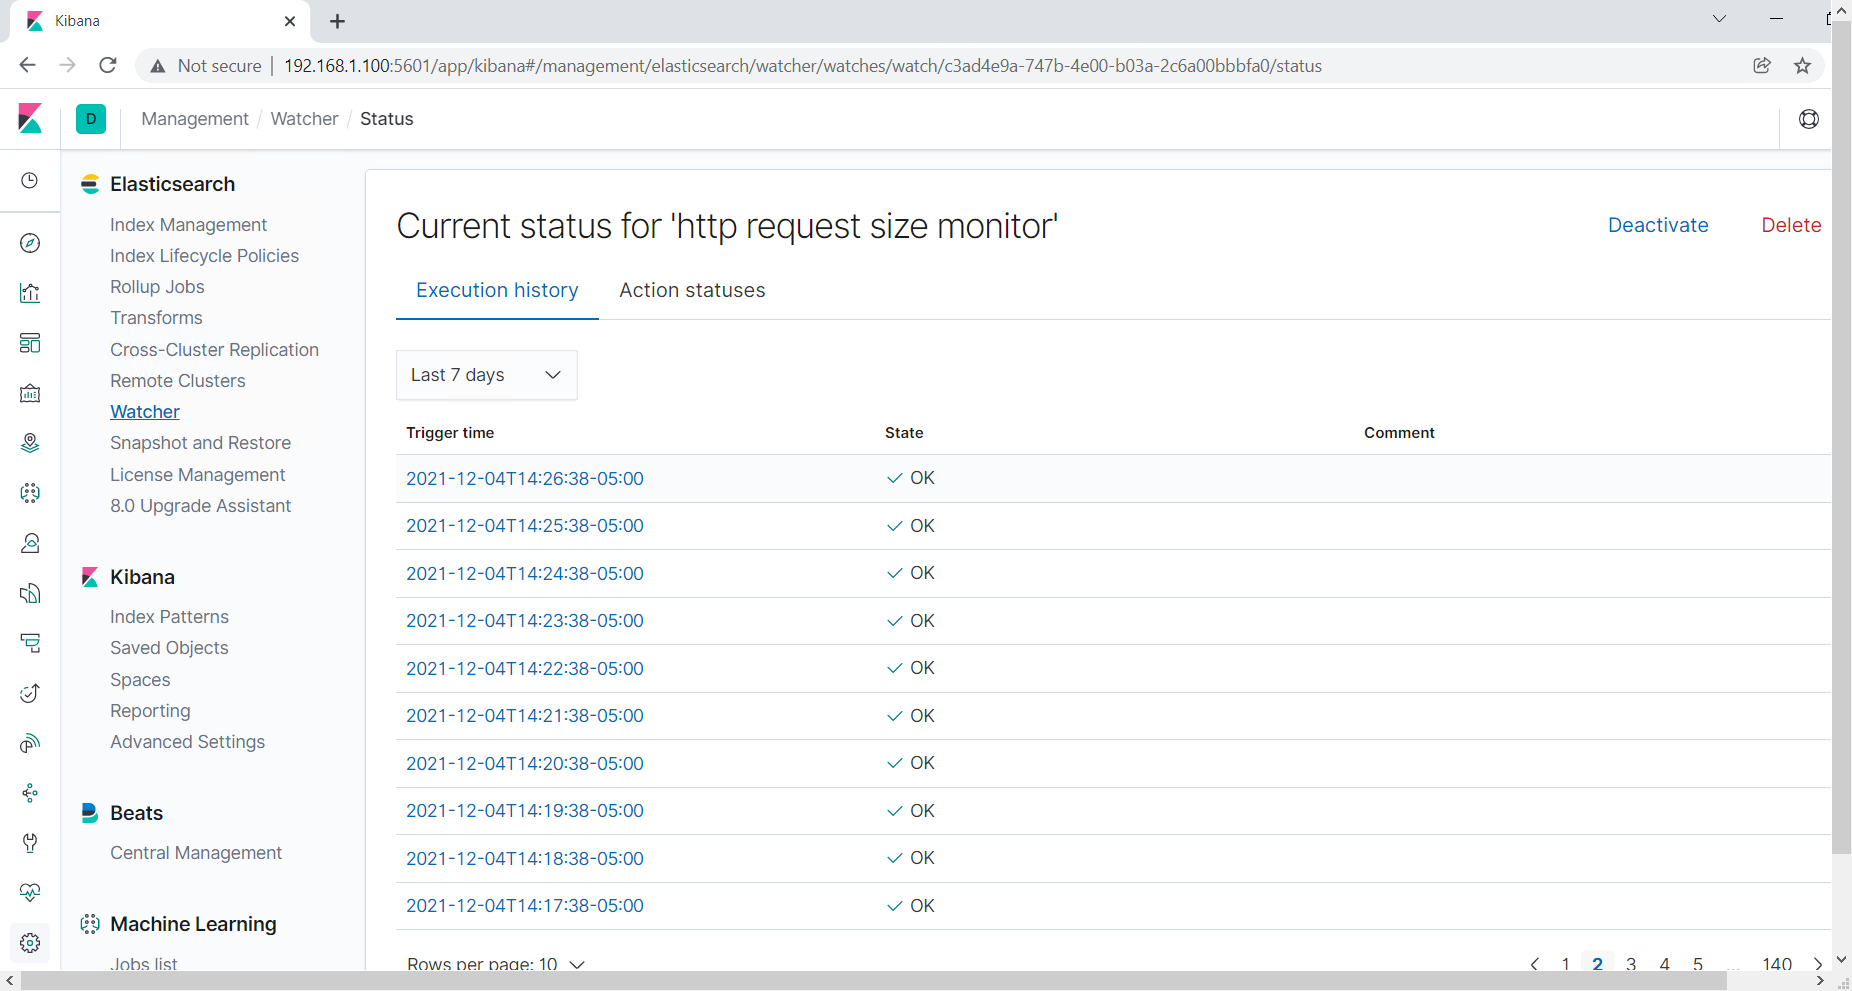 Kibana
Not secure
192.168.1.100:5601/app/kibana#/management/elasticsearch/watcher/watches/watch/c3ad4e9a-747b-4e00-b03a-2c6a00bbbfa0/status
D
Management / Watcher / Status
Elasticsearch
Index Management
Index Lifecycle Policies
Rollup Jobs
Transforms
Cross-Cluster Replication
Remote Clusters
Watcher
Snapshot and Restore
License Management
8.0 Upgrade Assistant
Kibana
Index Patterns
Saved Objects
Spaces
Reporting
Advanced Settings
Beats
Central Management
Machine Learning
Jobs list
Current status for 'http request size monitor'
Deactivate
Delete
Execution history
Action statuses
Last 7 days
Trigger time State Comment
2021-12-04T14:26:38-05:00 OK
2021-12-04T14:25:38-05:00 OK
2021-12-04T14:24:38-05:00 OK
2021-12-04T14:23:38-05:00 OK
2021-12-04T14:22:38-05:00 OK
2021-12-04T14:21:38-05:00 OK
2021-12-04T14:20:38-05:00 OK
2021-12-04T14:19:38-05:00 OK
2021-12-04T14:18:38-05:00 OK
2021-12-04T14:17:38-05:00 OK
Rows per page: 10
1 2 3 4 5 ... 140